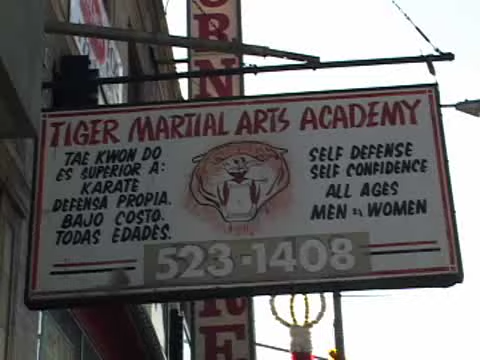 TIGER MARTIAL ARTS ACADEMY
TAE KWON DO
ES SUPERIOR A:
KARATE
DEFENSA PROPIA.
BAJO COSTO.
TODAS EDADES.
SELF DEFENSE
SELF CONFIDENCE
ALL AGES
MEN & WOMEN
523-1408